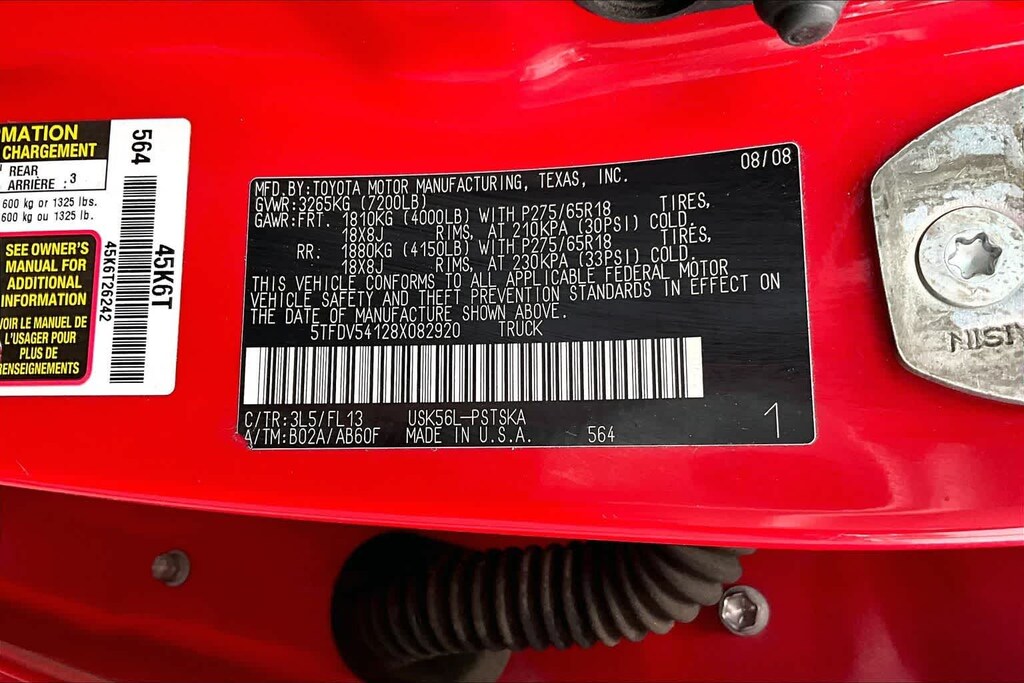 MATION
CHARGEMENT
REAR
ARRIÈRE : 3
600 kg or 1325 lbs.
600 kg ou 1325 lb.
SEE OWNER'S
MANUAL FOR
ADDITIONAL
INFORMATION
VOIR LE MANUEL DE
L'USAGER POUR
PLUS DE
RENSEIGNEMENTS
564
45K6T
45K6T26242
08/08
MFD.BY:TOYOTA MOTOR MANUFACTURING, TEXAS, INC.
GVWR:3265KG (7200LB)
GAWR:FRT. 1810KG (4000LB) WITH P275/65R18 TIRES,
18X8J RIMS, AT 210KPA (30PSI) COLD.
RR. 1880KG (4150LB) WITH P275/65R18 TIRES,
18X8J RIMS, AT 230KPA (33PSI) COLD.
THIS VEHICLE CONFORMS TO ALL APPLICABLE FEDERAL MOTOR
VEHICLE SAFETY AND THEFT PREVENTION STANDARDS IN EFFECT ON
THE DATE OF MANUFACTURE SHOWN ABOVE.
5TFDV54128X082920 TRUCK
C/TR:3L5/FL13 USK56L-PSTSKA
A/TM:B02A/AB60F MADE IN U.S.A. 564
1